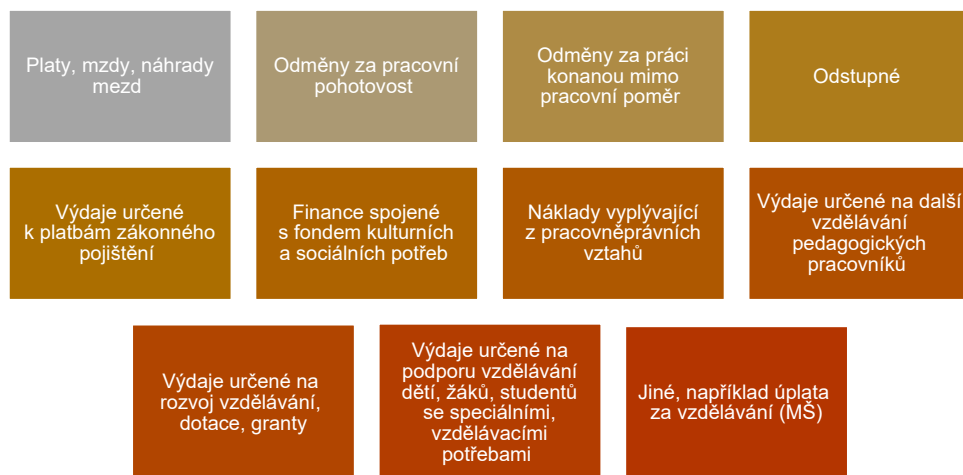 Platy, mzdy, náhrady
mezd
Odměny za pracovní
pohotovost
Odměny za práci
konanou mimo
pracovní poměr
Odstupné
Výdaje určené
k platbám zákonného
pojištění
Finance spojené
s fondem kulturních
a sociálních potřeb
Náklady vyplývající
z pracovněprávních
vztahů
Výdaje určené na další
vzdělávání
pedagogických
pracovníků
Výdaje určené na
rozvoj vzdělávání,
dotace, granty
Výdaje určené na
podporu vzdělávání
dětí, žáků, studentů
se speciálními,
vzdělávacími
potřebami
Jiné, například úplata
za vzdělávání (MŠ)